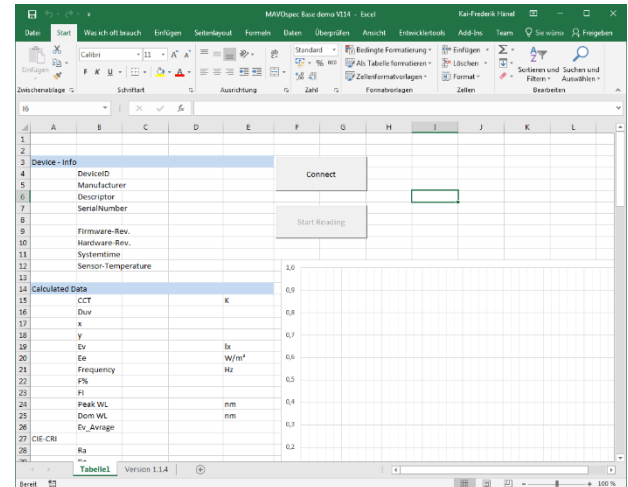 MAVOspec Base demo V114 - Excel
Kai-Frederik Hänel
Datei Start Was ich oft brauch Einfügen Seitenlayout Formeln Daten Überprüfen Ansicht Entwicklertools Add-Ins Team Sie wüns Freigeben
Einfügen
Calibri 11 A A
F K U A
Standard
% 000
Bedingte Formatierung
Als Tabelle formatieren
Zellenformatvorlagen
Einfügen
Löschen
Format
Sortieren und Filtern
Suchen und Auswählen
Zwischenablage Schriftart Ausrichtung Zahl Formatvorlagen Zellen Bearbeiten
I6 fx
A B C D E F G H I J K L
1
2
3 Device - Info
4 DeviceID Connect
5 Manufacturer
6 Descriptor
7 SerialNumber
8 Start Reading
9 Firmware-Rev.
10 Hardware-Rev.
11 Systemtime
12 Sensor-Temperature 1,0
13
14 Calculated Data 0,9
15 CCT K
16 Duv 0,8
17 x
18 y 0,7
19 Ev lx
20 Ee W/m² 0,6
21 Frequency Hz
22 F% 0,5
23 FI
24 Peak WL nm 0,4
25 Dom WL nm
26 Ev_Avrage 0,3
27 CIE-CRI
28 Ra 0,2
Tabelle1 Version 1.1.4
Bereit 100 %